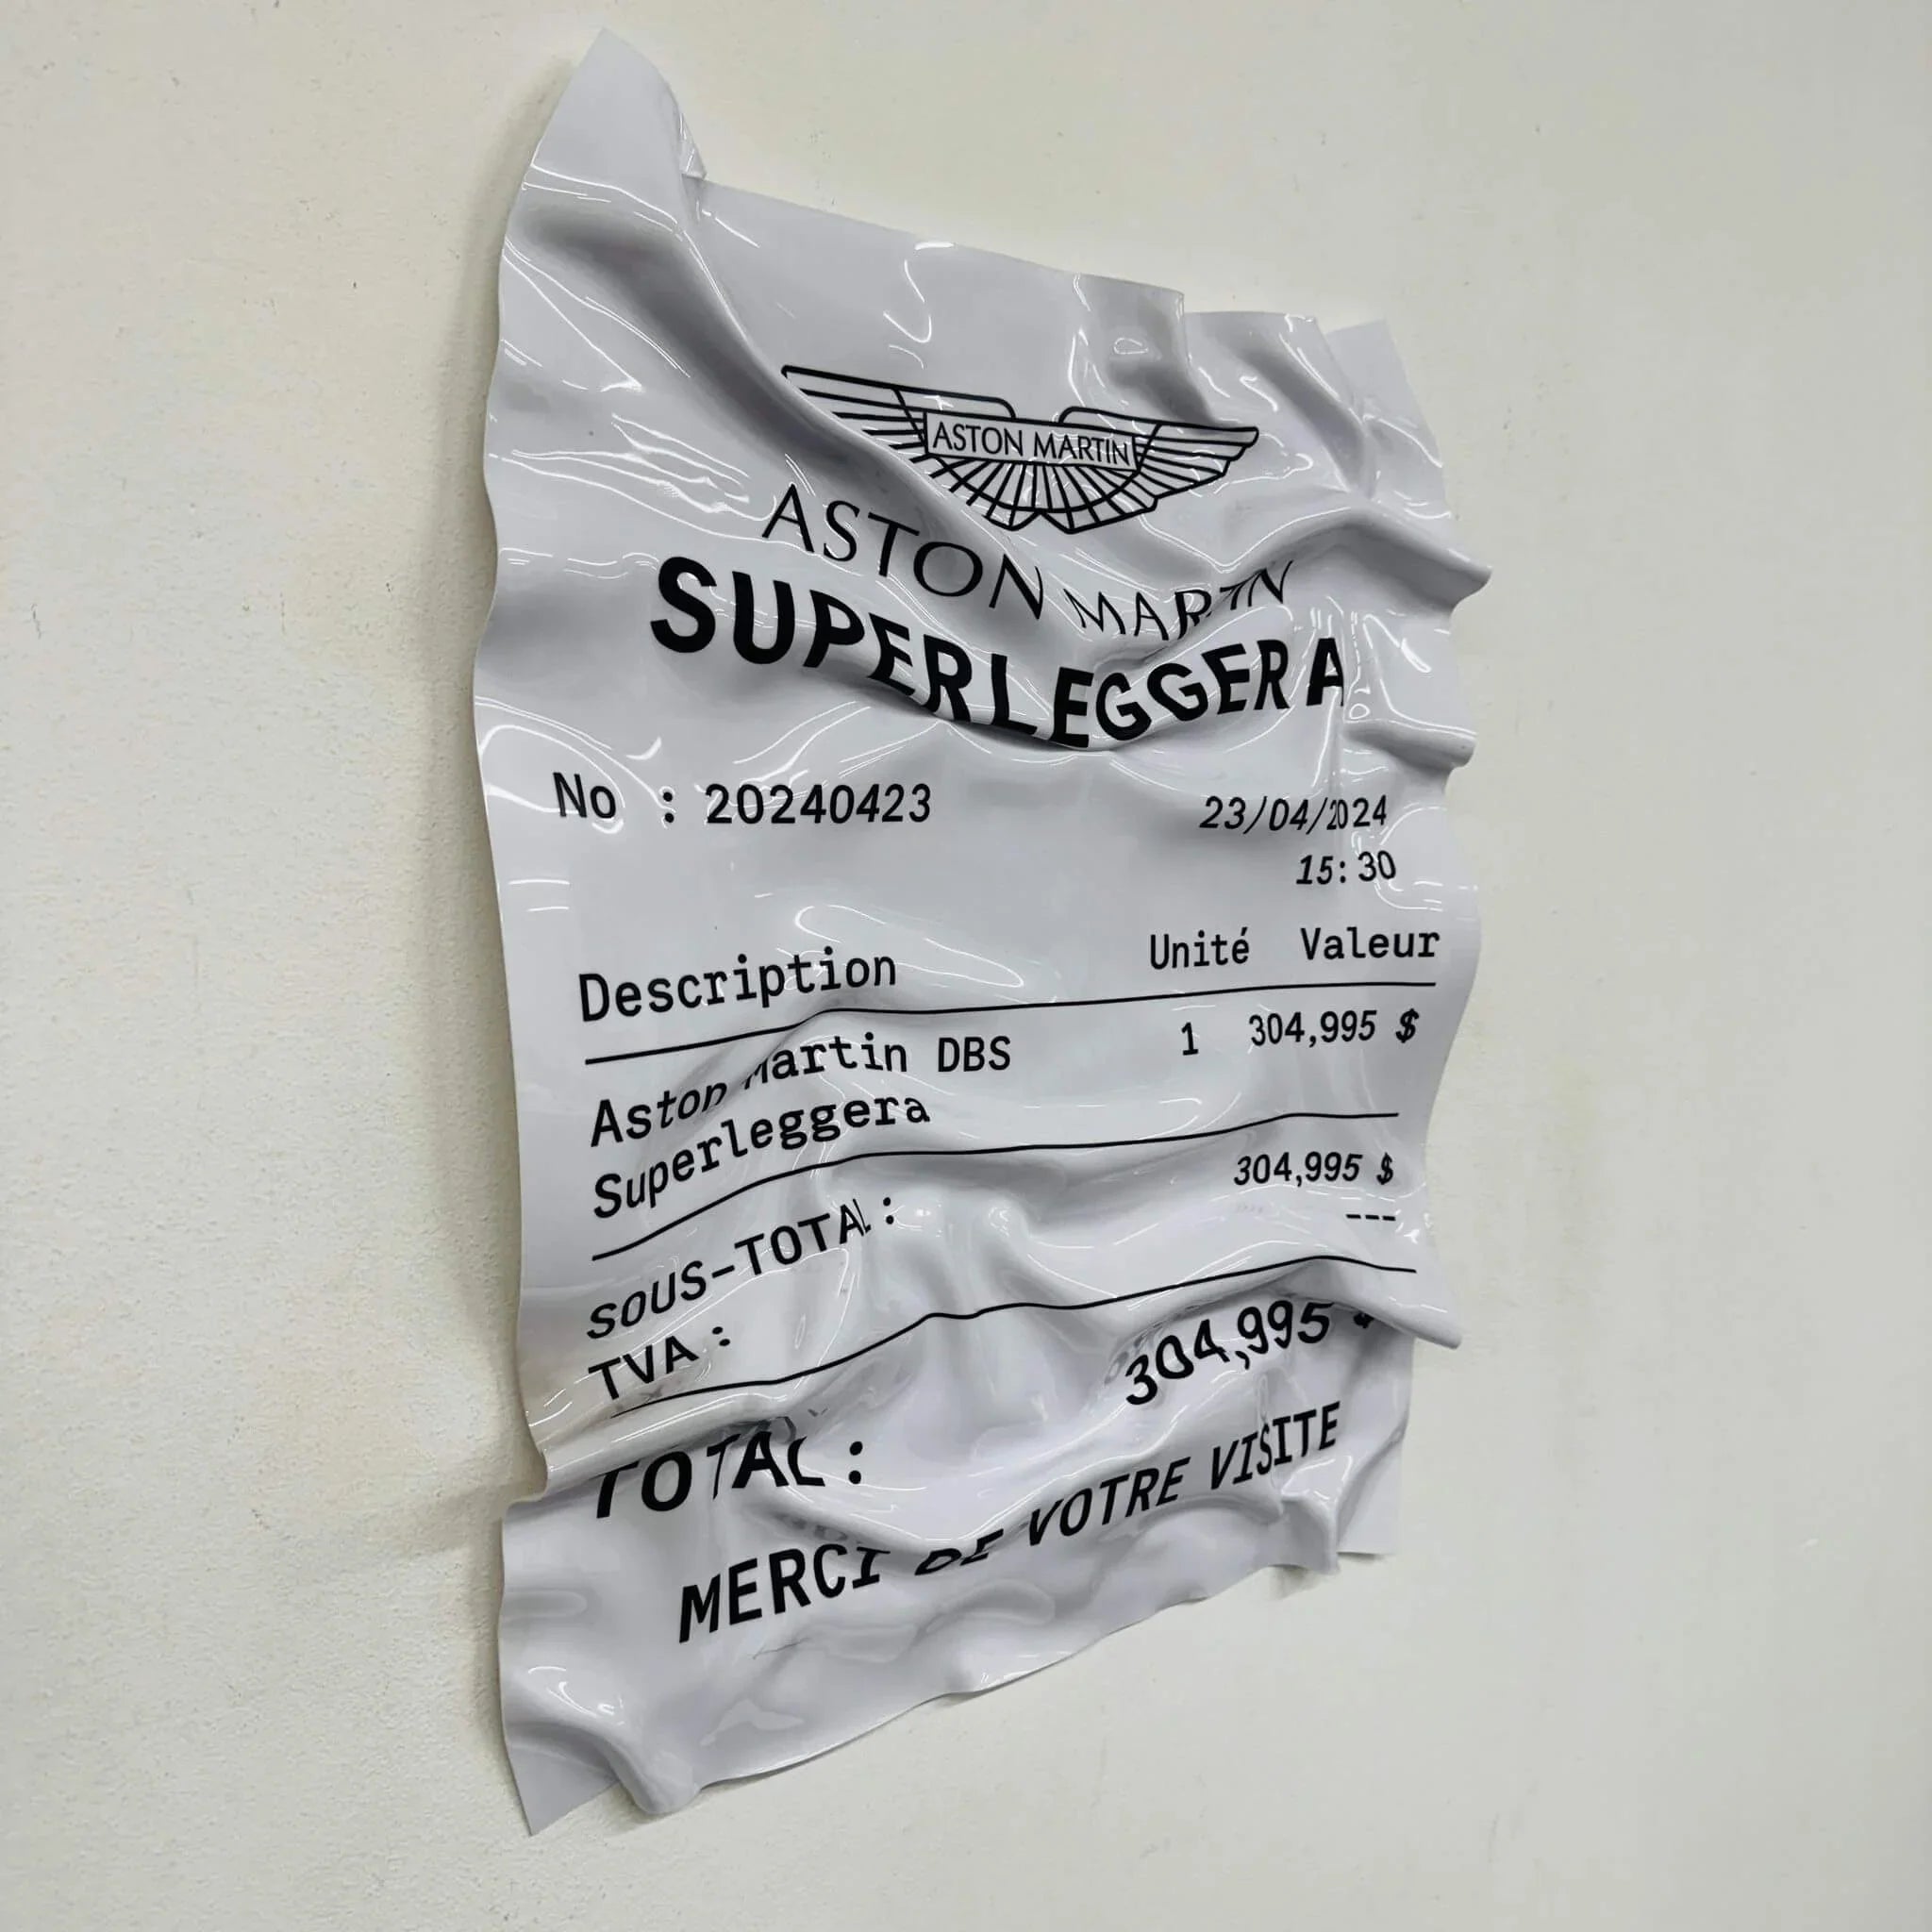 ASTON MARTIN
ASTON MARTIN
SUPERLEGGERA
No : 20240423 23/04/2024
15:30
Description Unité Valeur
Aston Martin DBS 1 304,995 $
Superleggera
SOUS-TOTAL : 304,995 $
TVA : ---
TOTAL : 304,995 $
MERCI DE VOTRE VISITE